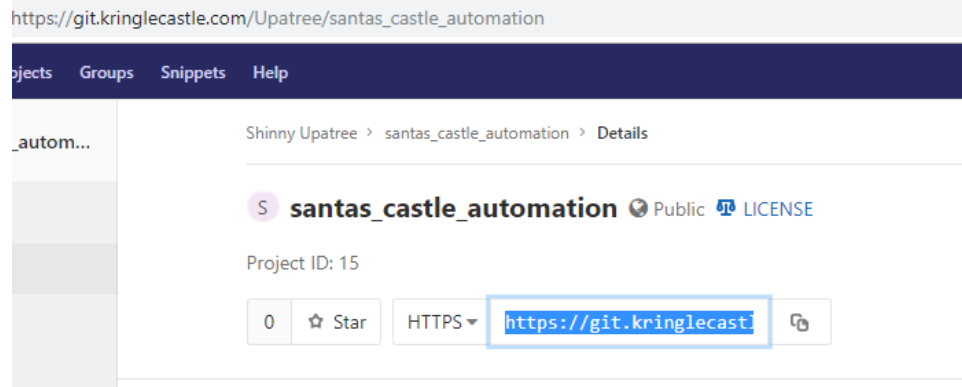 https://git.kringlecastle.com/Upatree/santas_castle_automation
ojects Groups Snippets Help
_autom...
Shinny Upatree > santas_castle_automation > Details
S santas_castle_automation Public LICENSE
Project ID: 15
0 Star HTTPS https://git.kringlecastl